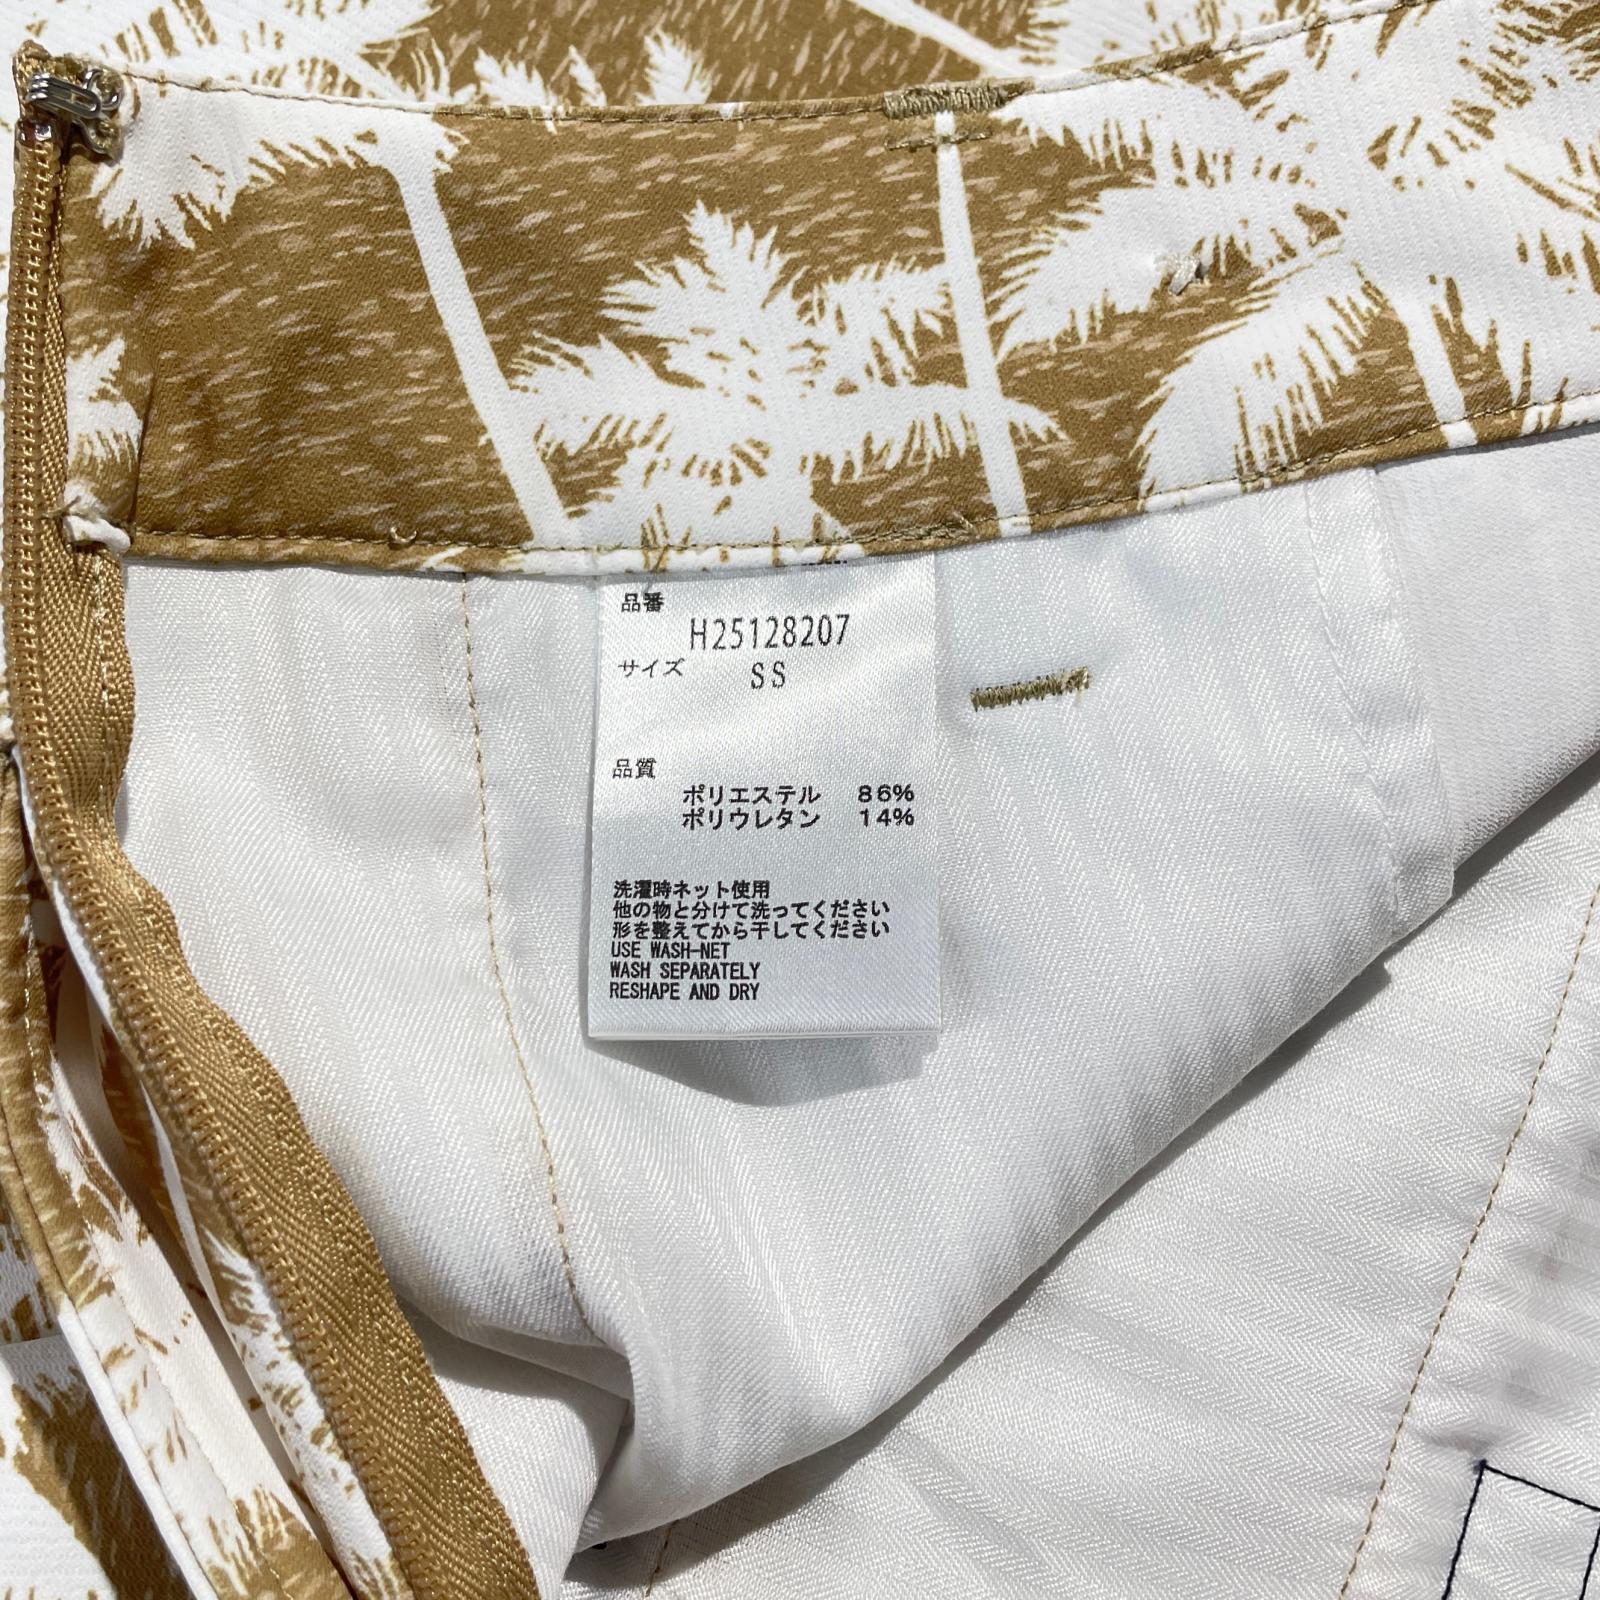 品番
H25128207
サイズ SS
品質
ポリエステル 86%
ポリウレタン 14%
洗濯時ネット使用
他の物と分けて洗ってください
形を整えてから干してください
USE WASH-NET
WASH SEPARATELY
RESHAPE AND DRY